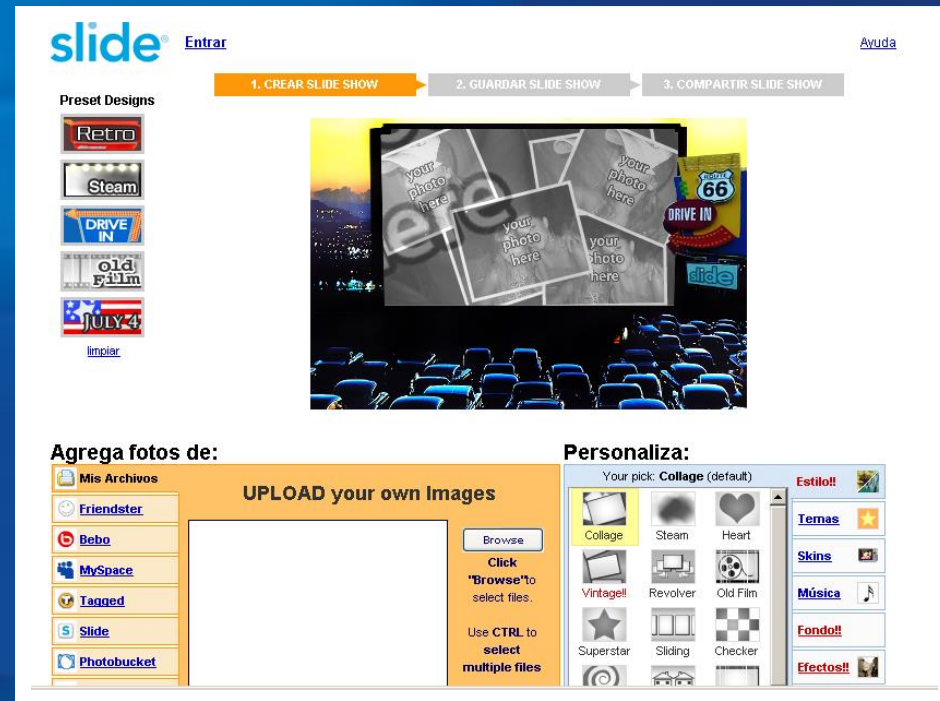 slide
Entrar
Ayuda
1. CREAR SLIDE SHOW
2. GUARDAR SLIDE SHOW
3. COMPARTIR SLIDE SHOW
Preset Designs
Retro
Steam
DRIVE
IN
old
Film
JULY 4
limpiar
your
photo
here
your
photo
here
your
photo
here
your
photo
here
here
ROUTE
66
DRIVE IN
slide
Agrega fotos de:
Mis Archivos
Friendster
Bebo
MySpace
Tagged
Slide
Photobucket
UPLOAD your own Images
Browse
Click
"Browse"to
select files.
Use CTRL to
select
multiple files
Personaliza:
Your pick: Collage (default)
Collage
Steam
Heart
Vintage!!
Revolver
Old Film
Superstar
Sliding
Checker
Estilo!!
Temas
Skins
Música
Fondo!!
Efectos!!